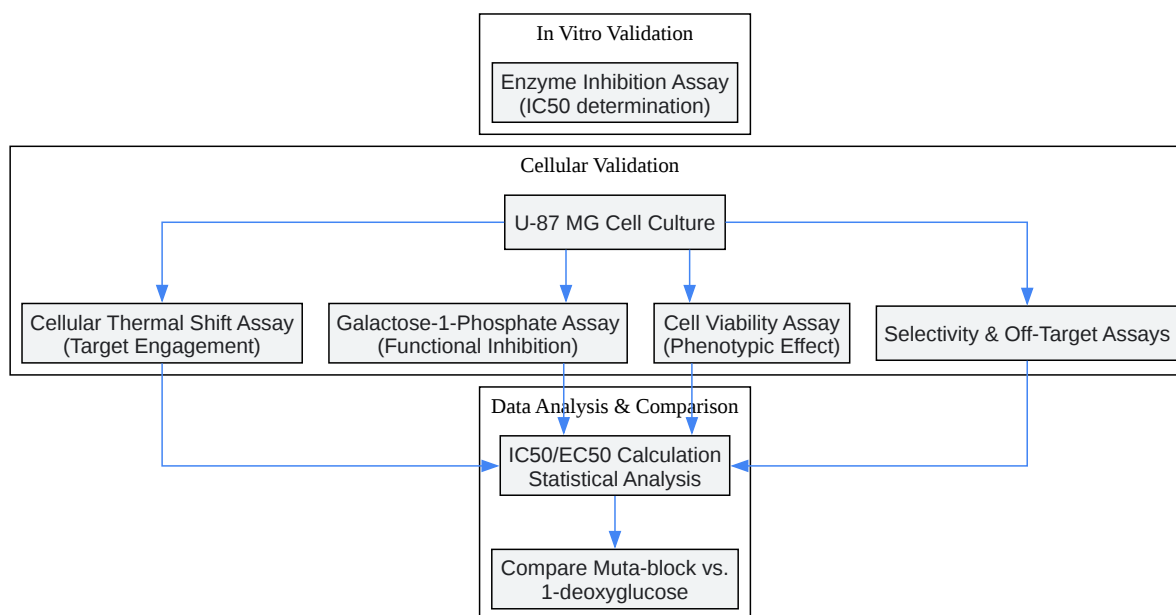 In Vitro Validation
Enzyme Inhibition Assay
(IC50 determination)
Cellular Validation
U-87 MG Cell Culture
Cellular Thermal Shift Assay
(Target Engagement)
Galactose-1-Phosphate Assay
(Functional Inhibition)
Cell Viability Assay
(Phenotypic Effect)
Selectivity & Off-Target Assays
Data Analysis & Comparison
IC50/EC50 Calculation
Statistical Analysis
Compare Muta-block vs.
1-deoxyglucose